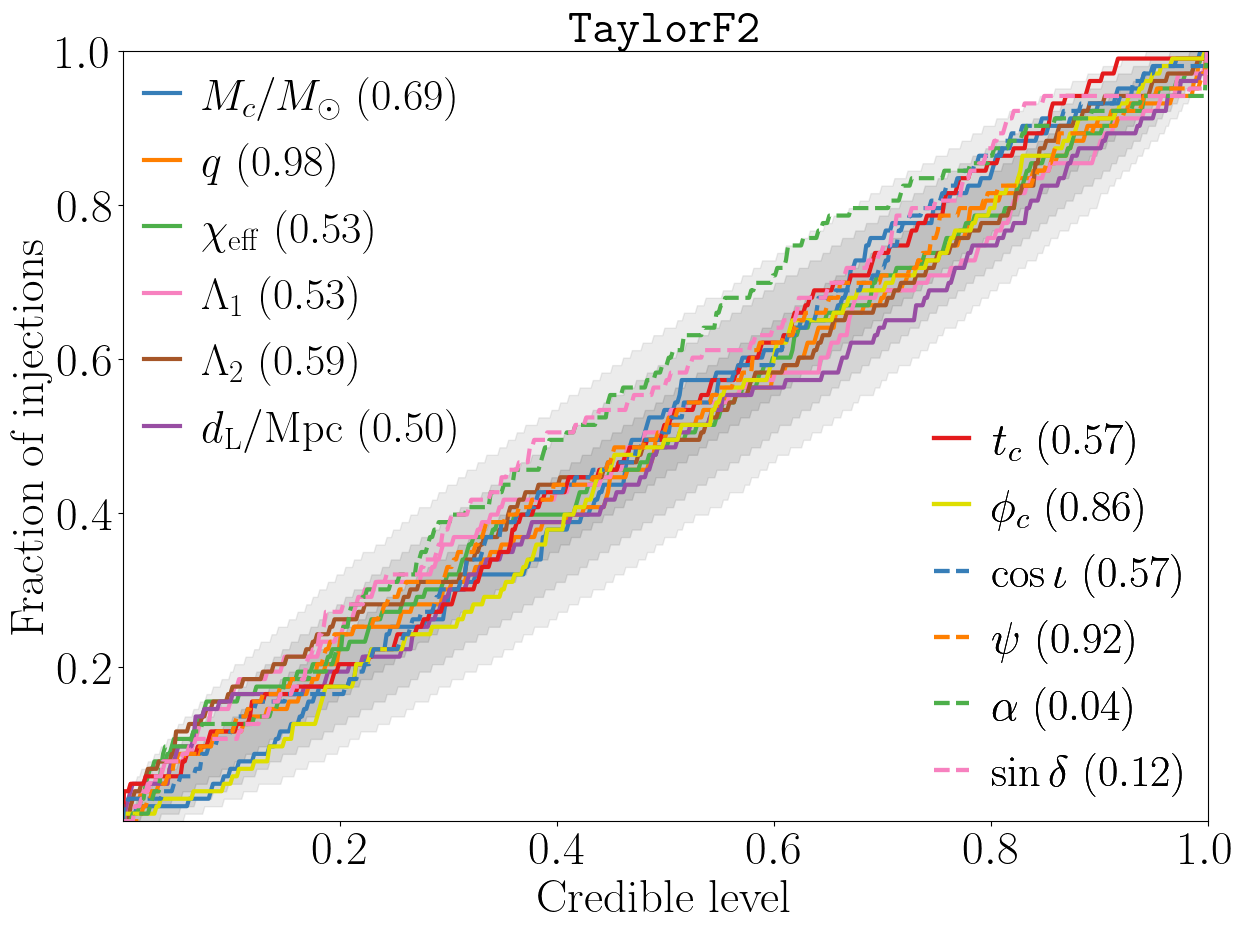 TaylorF2
1.0
0.8
0.6
0.4
0.2
Fraction of injections
M_c/M_⊙ (0.69)
q (0.98)
χ_eff (0.53)
Λ_1 (0.53)
Λ_2 (0.59)
d_L/Mpc (0.50)
t_c (0.57)
ϕ_c (0.86)
cos ι (0.57)
ψ (0.92)
α (0.04)
sin δ (0.12)
0.2 0.4 0.6 0.8 1.0
Credible level